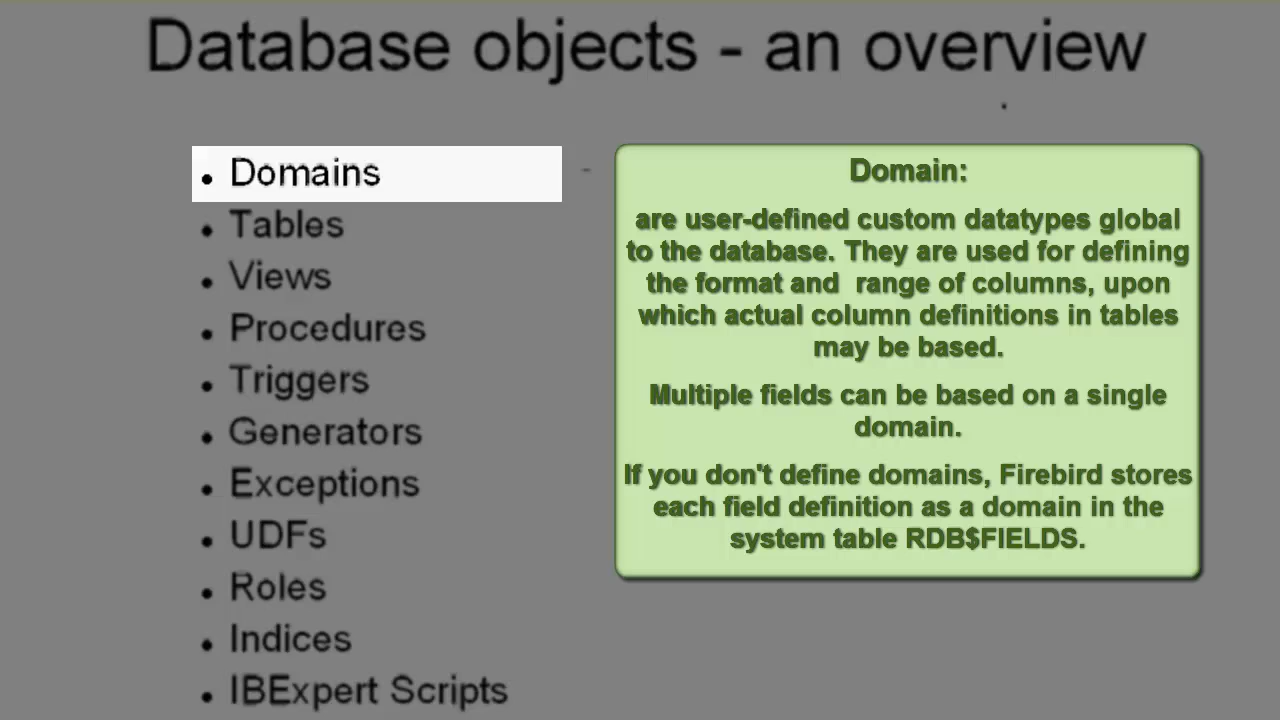 Database objects - an overview
• Domains
• Tables
• Views
• Procedures
• Triggers
• Generators
• Exceptions
• UDFs
• Roles
• Indices
• IBExpert Scripts
Domain:
are user-defined custom datatypes global
to the database. They are used for defining
the format and  range of columns, upon
which actual column definitions in tables
may be based.
Multiple fields can be based on a single
domain.
If you don't define domains, Firebird stores
each field definition as a domain in the
system table RDB$FIELDS.